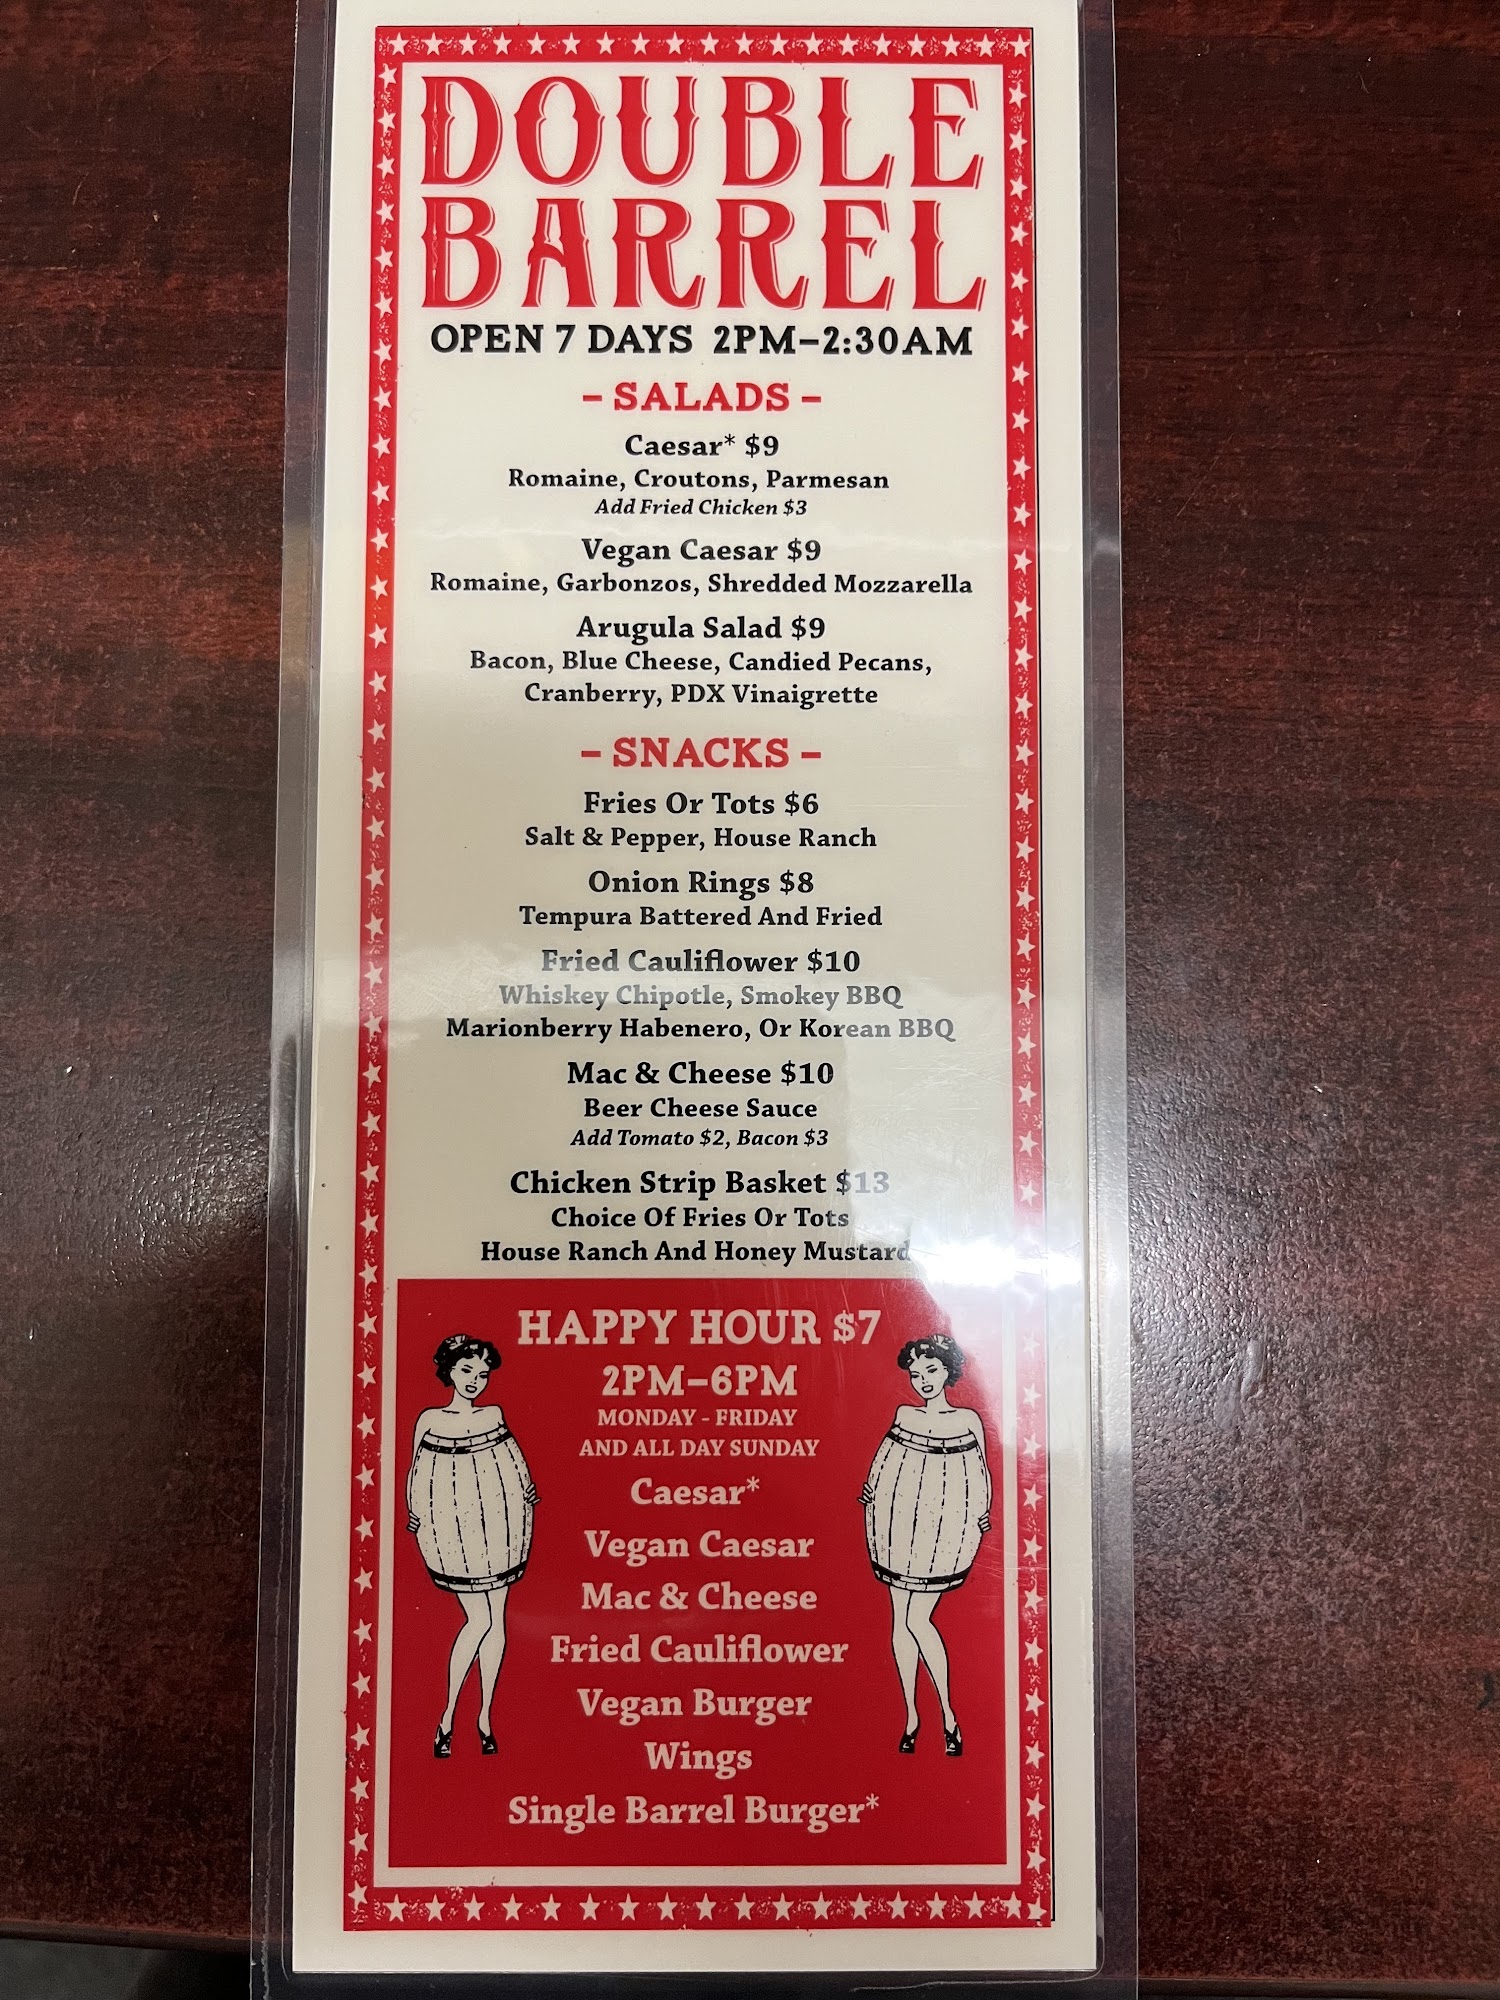 DOUBLE
BARREL
OPEN 7 DAYS 2PM–2:30AM
– SALADS –
Caesar* $9
Romaine, Croutons, Parmesan
Add Fried Chicken $3
Vegan Caesar $9
Romaine, Garbonzos, Shredded Mozzarella
Arugula Salad $9
Bacon, Blue Cheese, Candied Pecans,
Cranberry, PDX Vinaigrette
– SNACKS –
Fries Or Tots $6
Salt & Pepper, House Ranch
Onion Rings $8
Tempura Battered And Fried
Fried Cauliflower $10
Whiskey Chipotle, Smokey BBQ
Marionberry Habenero, Or Korean BBQ
Mac & Cheese $10
Beer Cheese Sauce
Add Tomato $2, Bacon $3
Chicken Strip Basket $13
Choice Of Fries Or Tots
House Ranch And Honey Mustard
HAPPY HOUR $7
2PM–6PM
MONDAY - FRIDAY
AND ALL DAY SUNDAY
Caesar*
Vegan Caesar
Mac & Cheese
Fried Cauliflower
Vegan Burger
Wings
Single Barrel Burger*